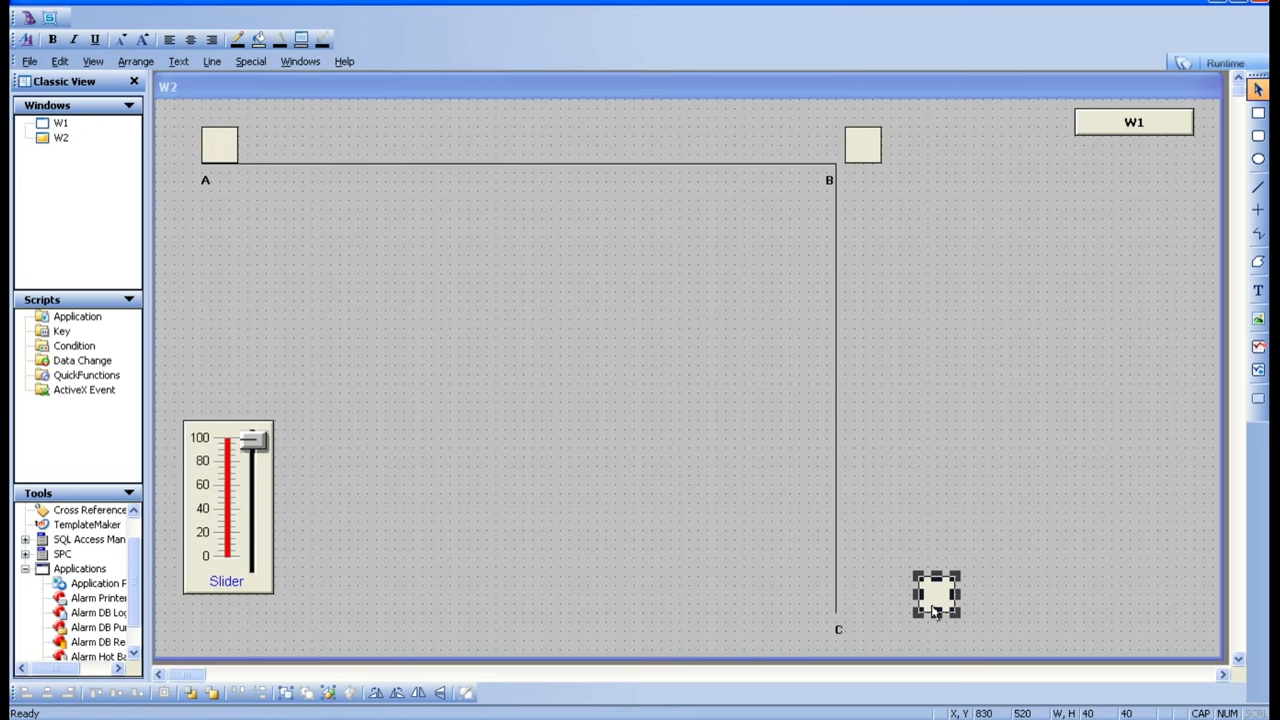 B I U A A
File Edit View Arrange Text Line Special Windows Help Runtime
Classic View
Windows
W1
W2
Scripts
Application
Key
Condition
Data Change
QuickFunctions
ActiveX Event
Tools
Cross Reference
TemplateMaker
SQL Access Man
SPC
Applications
Application P
Alarm Printer
Alarm DB Log
Alarm DB Pur
Alarm DB Re
Alarm Hot Ba
W2
W1
A
B
100
80
60
40
20
0
Slider
C
T
Ready X, Y 830 520 W, H 40 40 CAP NUM SCRL